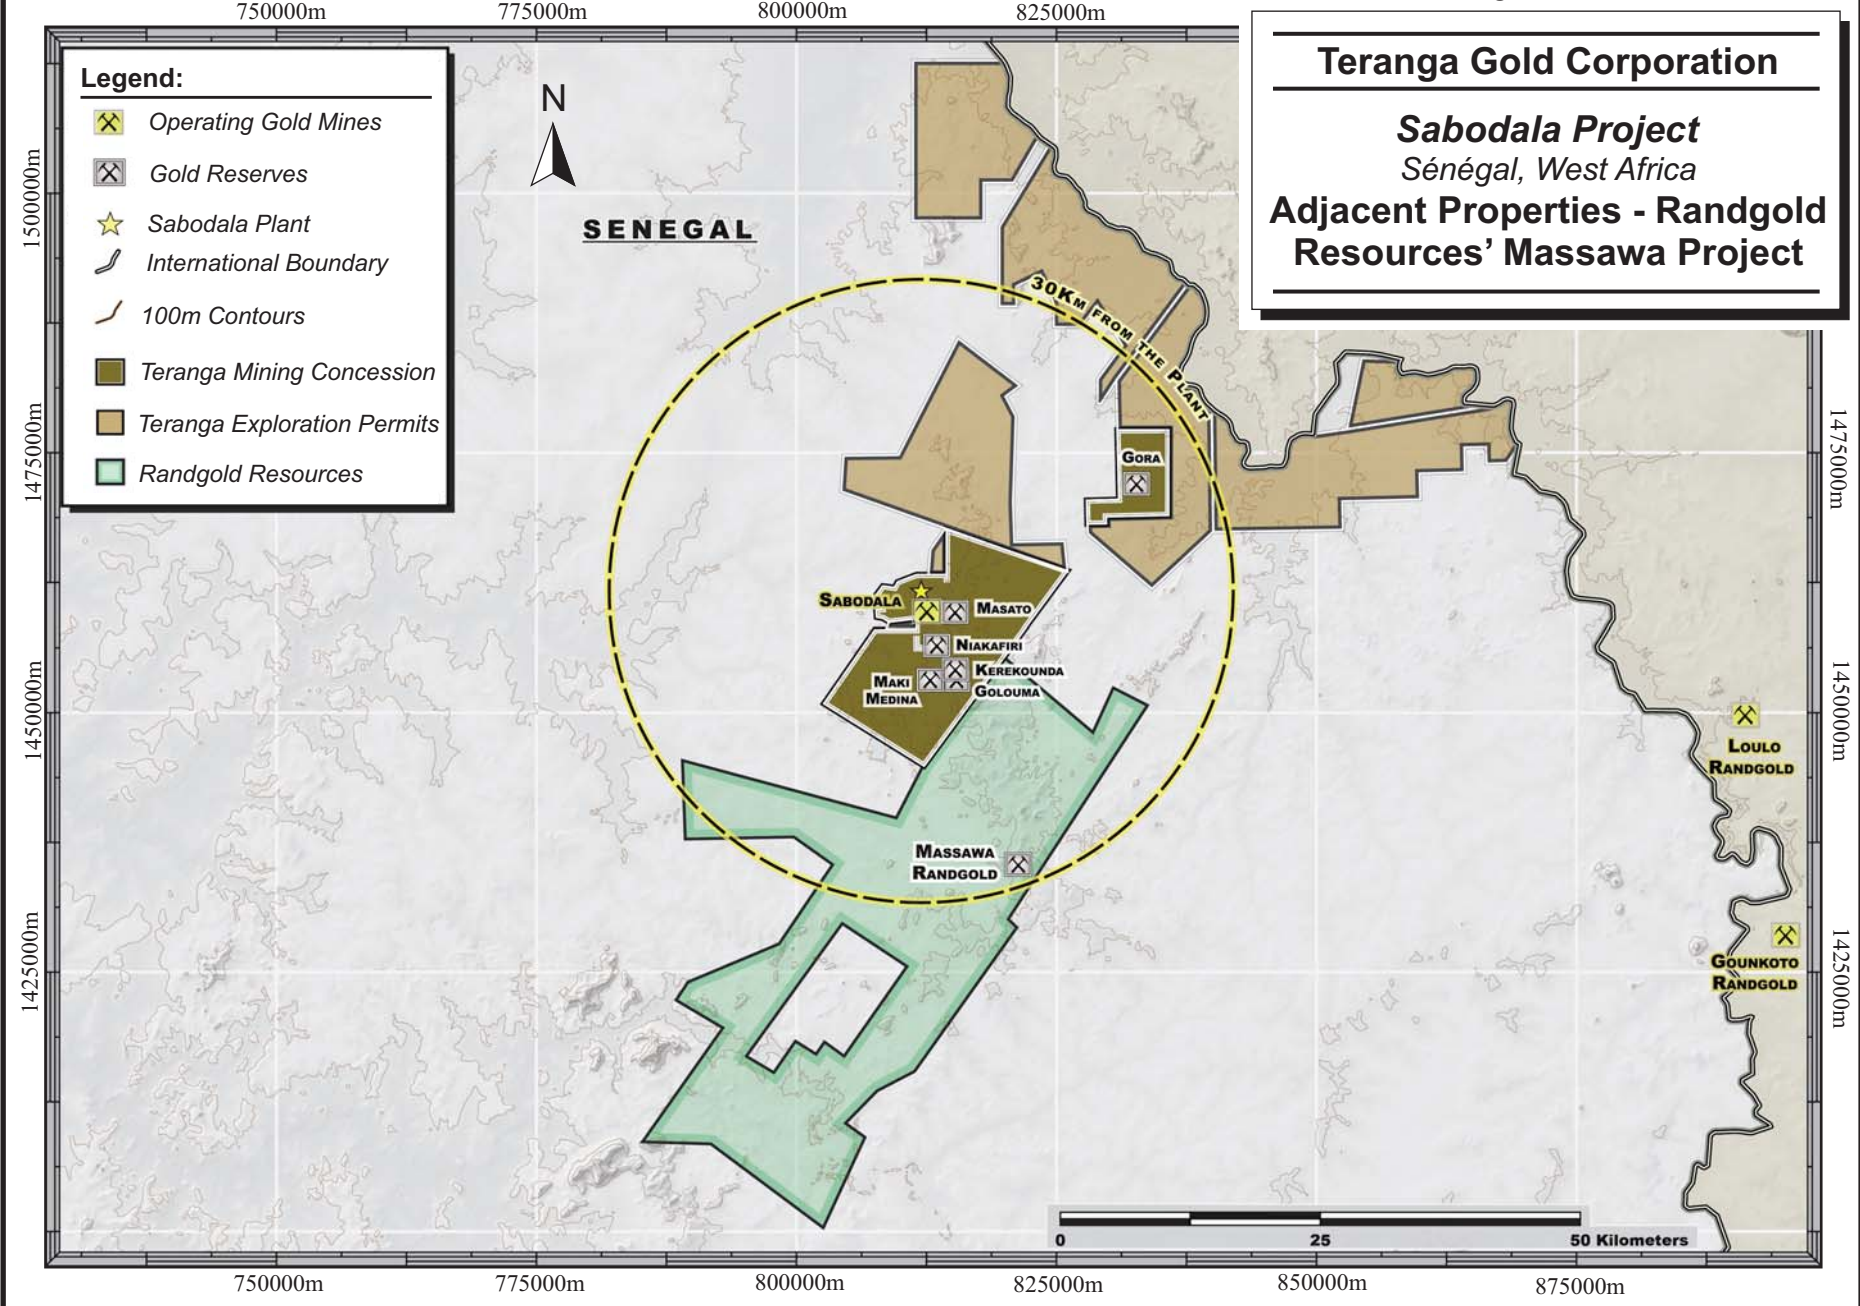 750000m
775000m
800000m
825000m
Teranga Gold Corporation
Sabodala Project
Sénégal, West Africa
Adjacent Properties - Randgold
Resources’ Massawa Project
Legend:
Operating Gold Mines
Gold Reserves
Sabodala Plant
International Boundary
100m Contours
Teranga Mining Concession
Teranga Exploration Permits
Randgold Resources
N
SENEGAL
30KM FROM THE PLANT
1500000m
1475000m
1450000m
1425000m
1475000m
1450000m
1425000m
GORA
SABODALA
MASATO
NIAKAFIRI
KEREKOUNDA
GOLOUMA
MAKI
MEDINA
MASSAWA
RANDGOLD
LOULO
RANDGOLD
GOUNKOTO
RANDGOLD
0
25
50 Kilometers
750000m
775000m
800000m
825000m
850000m
875000m